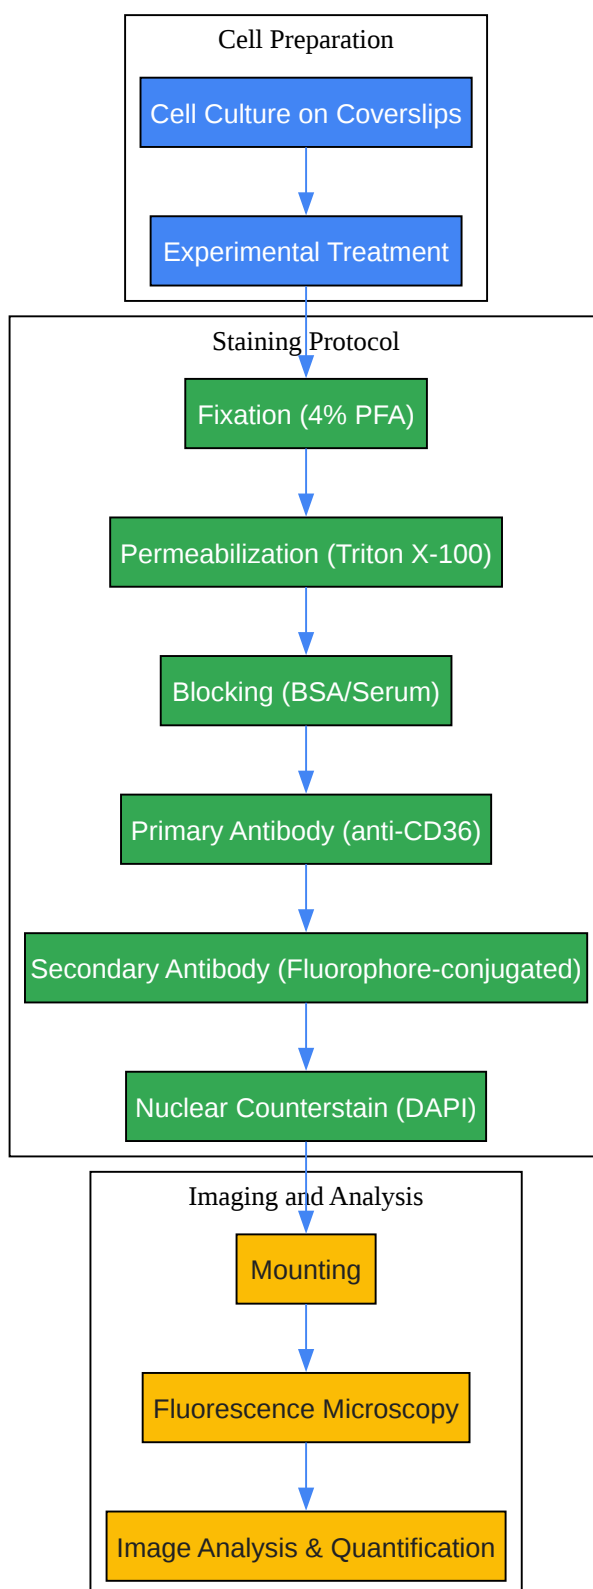 Cell Preparation
Cell Culture on Coverslips
Experimental Treatment
Staining Protocol
Fixation (4% PFA)
Permeabilization (Triton X-100)
Blocking (BSA/Serum)
Primary Antibody (anti-CD36)
Secondary Antibody (Fluorophore-conjugated)
Nuclear Counterstain (DAPI)
Imaging and Analysis
Mounting
Fluorescence Microscopy
Image Analysis & Quantification